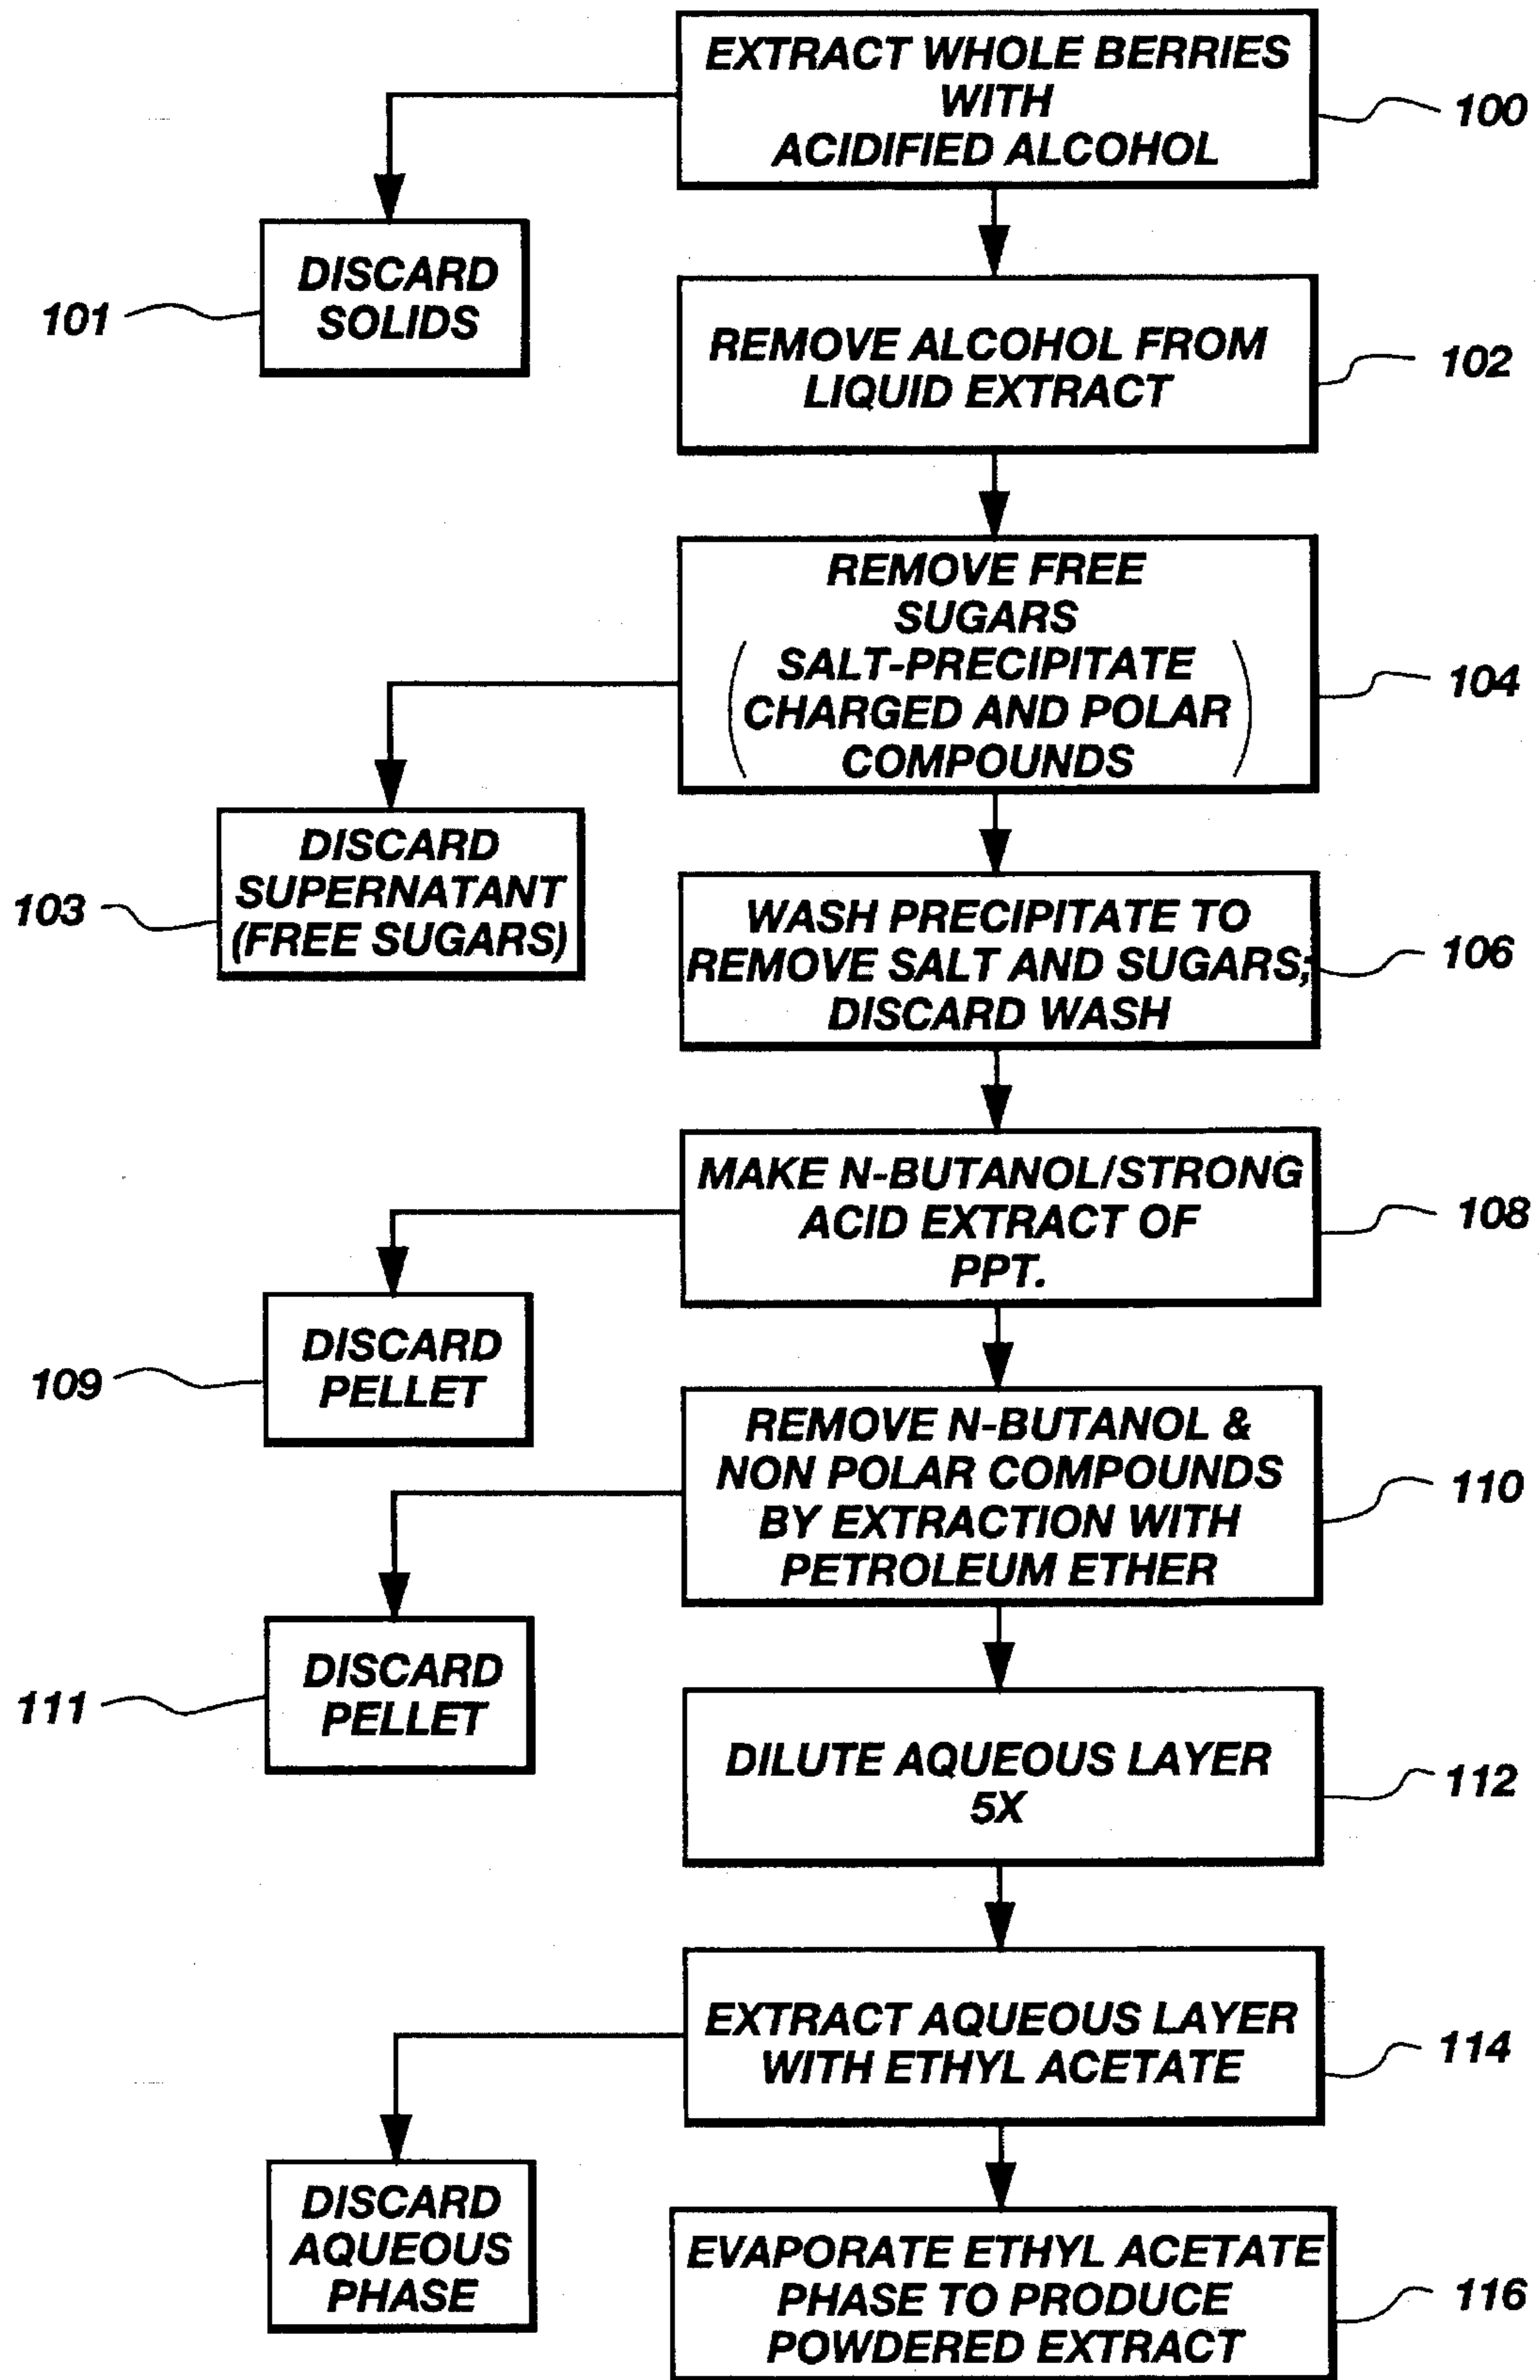 EXTRACT WHOLE BERRIES
WITH
ACIDIFIED ALCOHOL
100
DISCARD
SOLIDS
101
REMOVE ALCOHOL FROM
LIQUID EXTRACT
102
REMOVE FREE
SUGARS
(SALT-PRECIPITATE
CHARGED AND POLAR
COMPOUNDS)
104
DISCARD
SUPERNATANT
(FREE SUGARS)
103
WASH PRECIPITATE TO
REMOVE SALT AND SUGARS;
DISCARD WASH
106
MAKE N-BUTANOL/STRONG
ACID EXTRACT OF
PPT.
108
DISCARD
PELLET
109
REMOVE N-BUTANOL &
NON POLAR COMPOUNDS
BY EXTRACTION WITH
PETROLEUM ETHER
110
DISCARD
PELLET
111
DILUTE AQUEOUS LAYER
5X
112
EXTRACT AQUEOUS LAYER
WITH ETHYL ACETATE
114
DISCARD
AQUEOUS
PHASE
EVAPORATE ETHYL ACETATE
PHASE TO PRODUCE
POWDERED EXTRACT
116